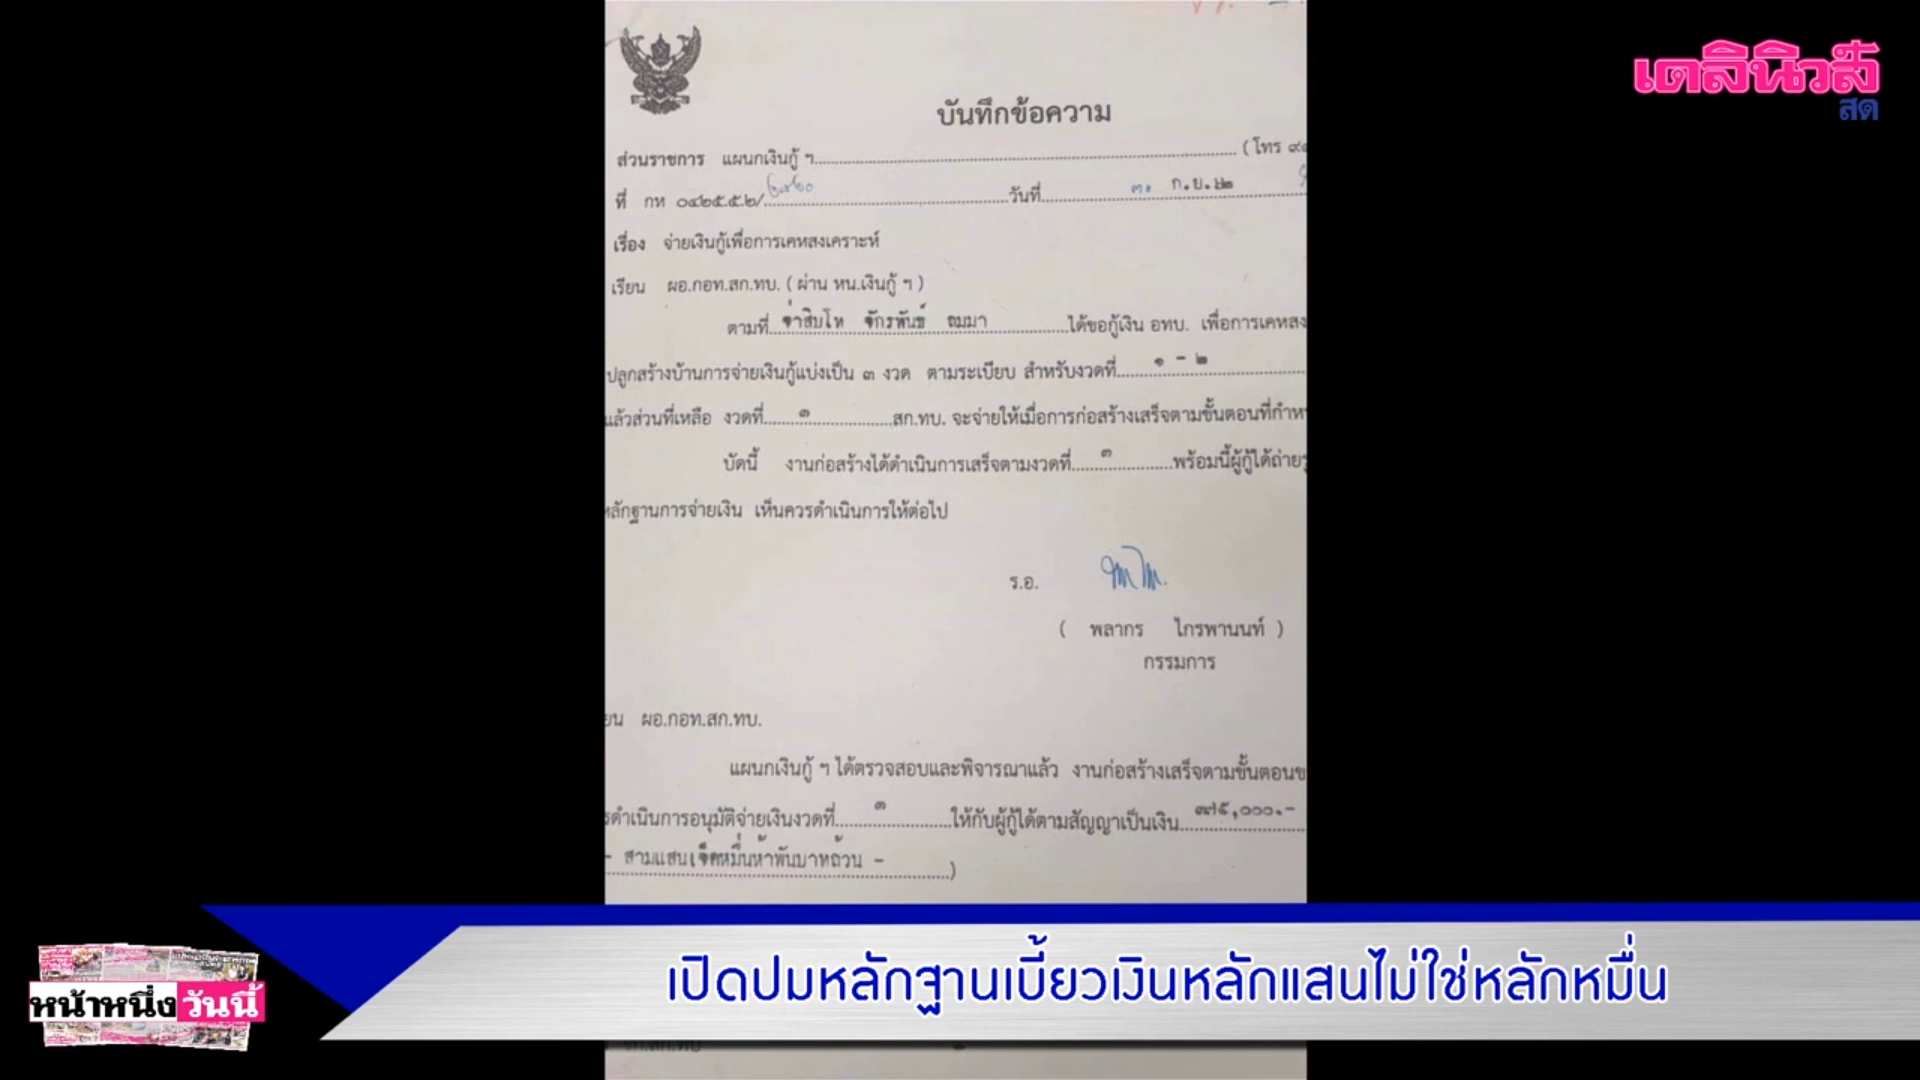 เดลินิวส์
สด
บันทึกข้อความ
ส่วนราชการ แผนกเงินกู้ ฯ (โทร
ที่ กห ๐๔๒๕.๕.๒/ วันที่ ๓๐ ก.ย.๖๒
เรื่อง จ่ายเงินกู้เพื่อการเคหสงเคราะห์
เรียน ผอ.กอท.สก.ทบ. ( ผ่าน หน.เงินกู้ ฯ )
ตามที่ จ่าสิบโท จักรพันธ์ ถมมา ได้ขอกู้เงิน อทบ. เพื่อการเคหสง
ปลูกสร้างบ้านการจ่ายเงินกู้แบ่งเป็น ๓ งวด ตามระเบียบ สำหรับงวดที่ ๑ - ๒
แล้วส่วนที่เหลือ งวดที่ ๓ สก.ทบ. จะจ่ายให้เมื่อการก่อสร้างเสร็จตามขั้นตอนที่กำห
บัดนี้ งานก่อสร้างได้ดำเนินการเสร็จตามงวดที่ ๓ พร้อมนี้ผู้กู้ได้ถ่ายรู
หลักฐานการจ่ายเงิน เห็นควรดำเนินการให้ต่อไป
ร.อ.
( พลากร ไกรพานนท์ )
กรรมการ
ยน ผอ.กอท.สก.ทบ.
แผนกเงินกู้ ฯ ได้ตรวจสอบและพิจารณาแล้ว งานก่อสร้างเสร็จตามขั้นตอนข
รดำเนินการอนุมัติจ่ายเงินงวดที่ ๓ ให้กับผู้กู้ได้ตามสัญญาเป็นเงิน ๓๗๕,๐๐๐.-
- สามแสนเจ็ดหมื่นห้าพันบาทถ้วน - )
เปิดปมหลักฐานเบี้ยวเงินหลักแสนไม่ใช่หลักหมื่น
หน้าหนึ่งวันนี้